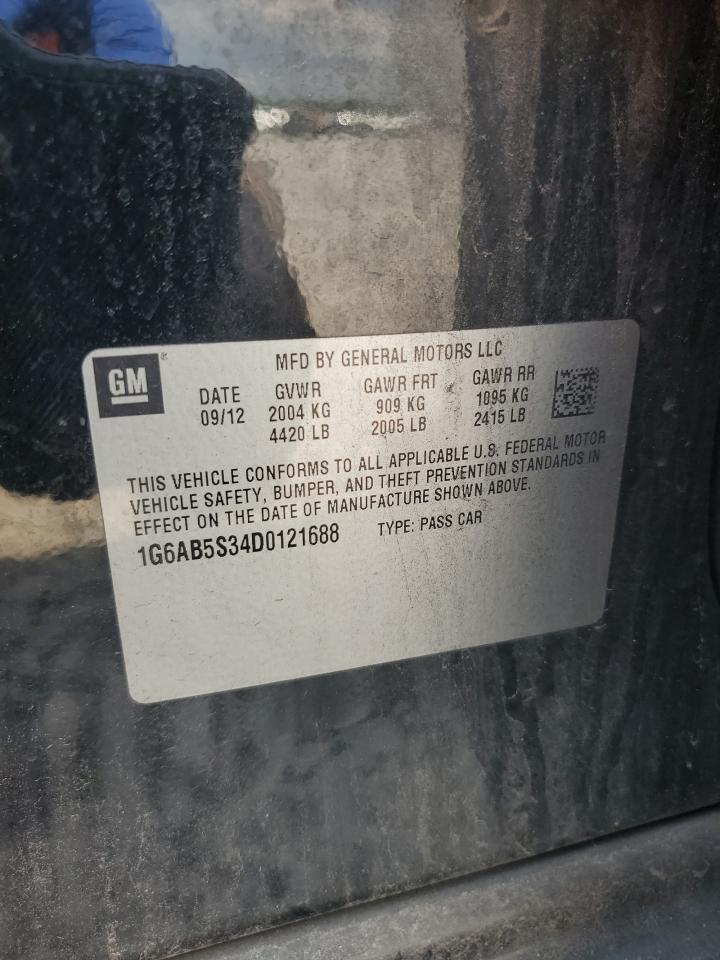 GM ®
MFD BY GENERAL MOTORS LLC
DATE GVWR GAWR FRT GAWR RR
09/12 2004 KG 909 KG 1095 KG
4420 LB 2005 LB 2415 LB
THIS VEHICLE CONFORMS TO ALL APPLICABLE U.S. FEDERAL MOTOR
VEHICLE SAFETY, BUMPER, AND THEFT PREVENTION STANDARDS IN
EFFECT ON THE DATE OF MANUFACTURE SHOWN ABOVE.
1G6AB5S34D0121688 TYPE: PASS CAR